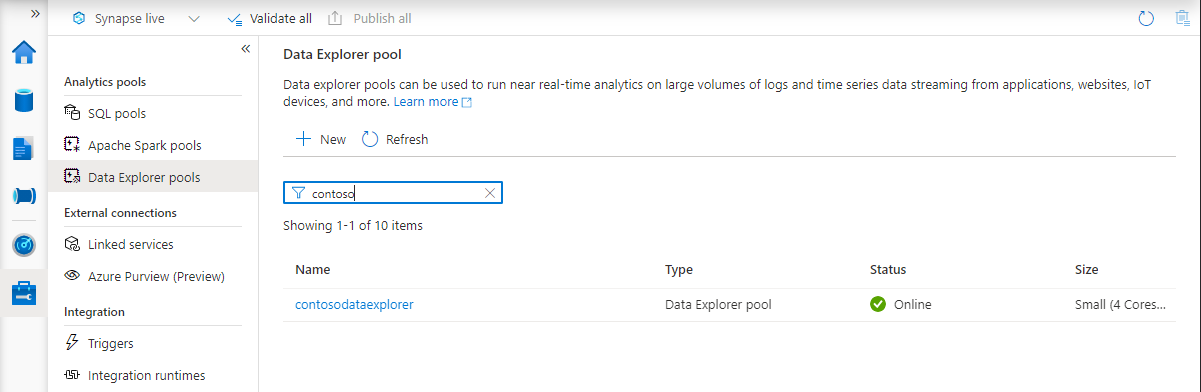 Synapse live
Validate all
Publish all
Analytics pools
SQL pools
Apache Spark pools
Data Explorer pools
External connections
Linked services
Azure Purview (Preview)
Integration
Triggers
Integration runtimes
Data Explorer pool
Data explorer pools can be used to run near real-time analytics on large volumes of logs and time series data streaming from applications, websites, IoT
devices, and more. Learn more
New
Refresh
contoso
Showing 1-1 of 10 items
Name Type Status Size
contosodataexplorer Data Explorer pool Online Small (4 Cores...